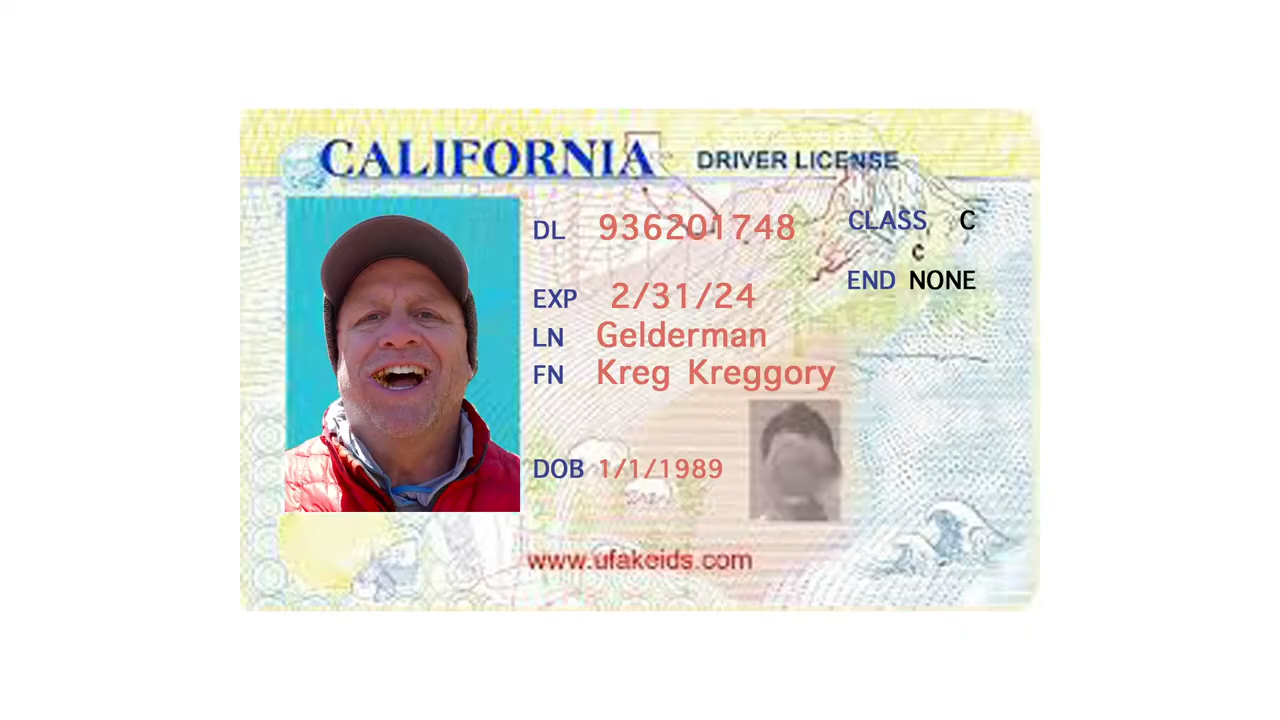 CALIFORNIA DRIVER LICENSE
DL 936201748 CLASS C
C
EXP 2/31/24 END NONE
LN Gelderman
FN Kreg Kreggory
DOB 1/1/1989
www.ufakeids.com